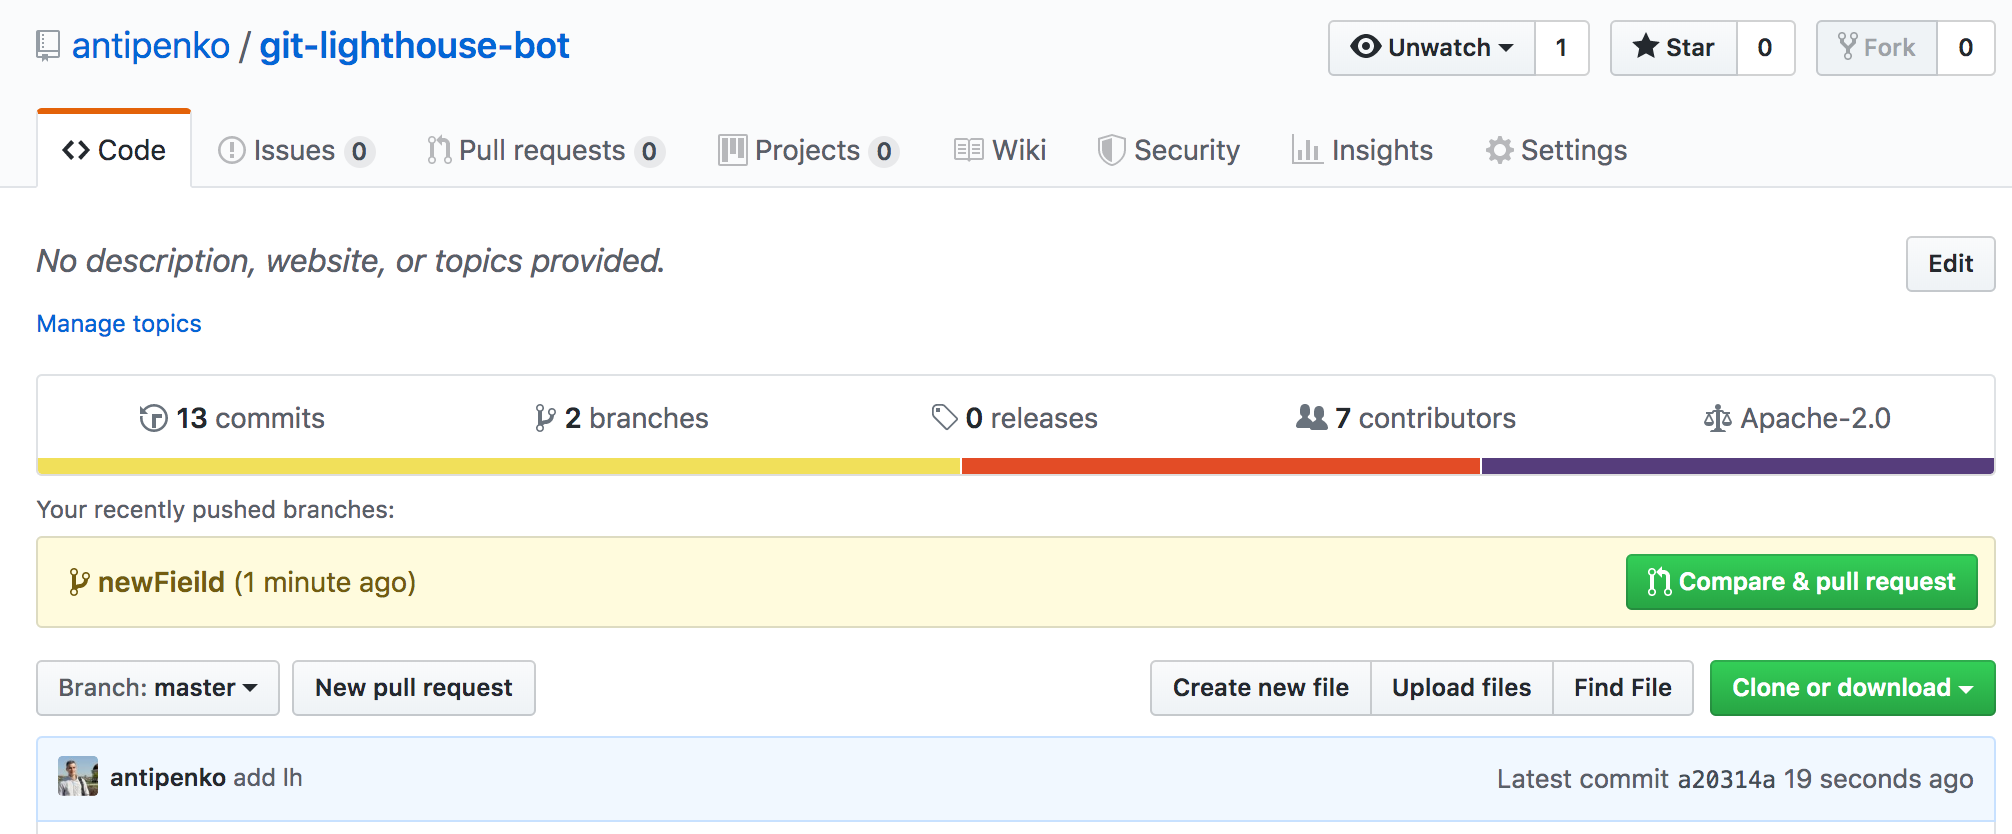 antipenko / git-lighthouse-bot
Unwatch 1 Star 0 Fork 0
Code Issues 0 Pull requests 0 Projects 0 Wiki Security Insights Settings
No description, website, or topics provided.
Edit
Manage topics
13 commits 2 branches 0 releases 7 contributors Apache-2.0
Your recently pushed branches:
newFieild (1 minute ago) Compare & pull request
Branch: master New pull request Create new file Upload files Find File Clone or download
antipenko add lh Latest commit a20314a 19 seconds ago